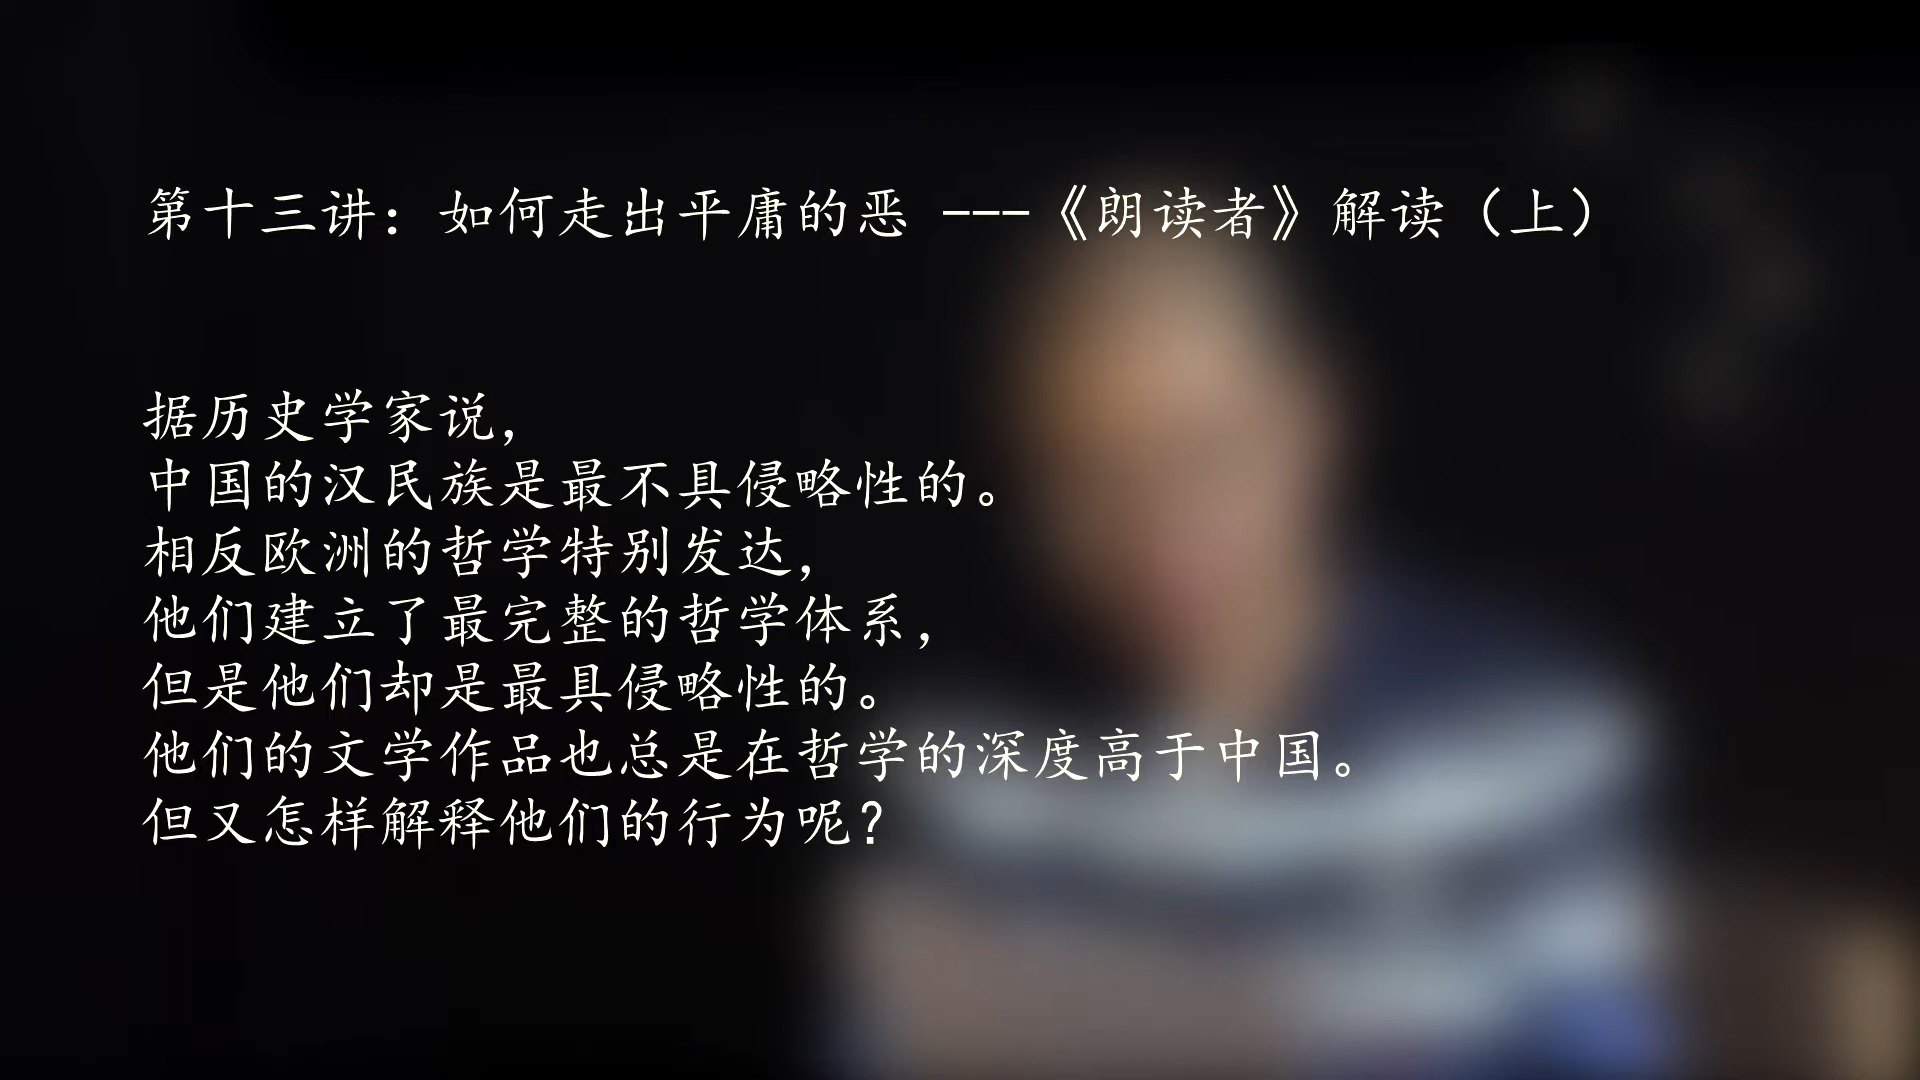 第十三讲：如何走出平庸的恶 ---《朗读者》解读（上）
据历史学家说，
中国的汉民族是最不具侵略性的。
相反欧洲的哲学特别发达，
他们建立了最完整的哲学体系，
但是他们却是最具侵略性的。
他们的文学作品也总是在哲学的深度高于中国。
但又怎样解释他们的行为呢？